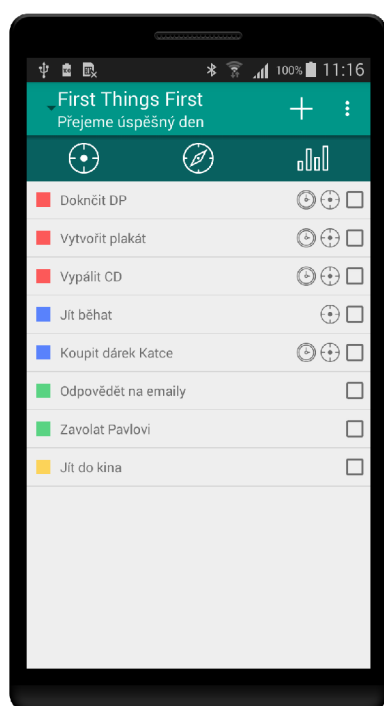 100% 11:16
First Things First
Přejeme úspěšný den
Doknčit DP
Vytvořit plakát
Vypálit CD
Jít běhat
Koupit dárek Katce
Odpovědět na emaily
Zavolat Pavlovi
Jít do kina